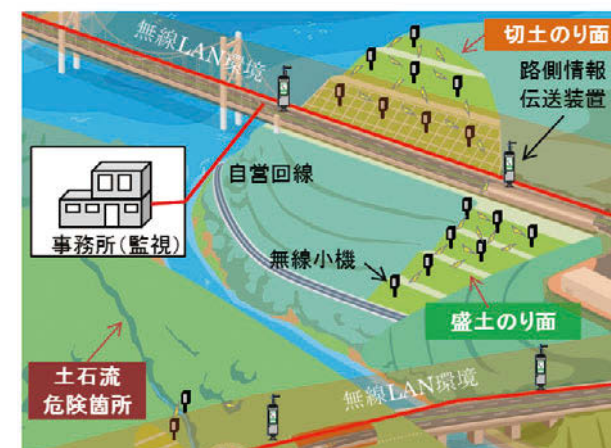 無線LAN環境
切土のり面
路側情報
伝送装置
自営回線
事務所(監視)
無線小機
盛土のり面
土石流
危険箇所
無線LAN環境